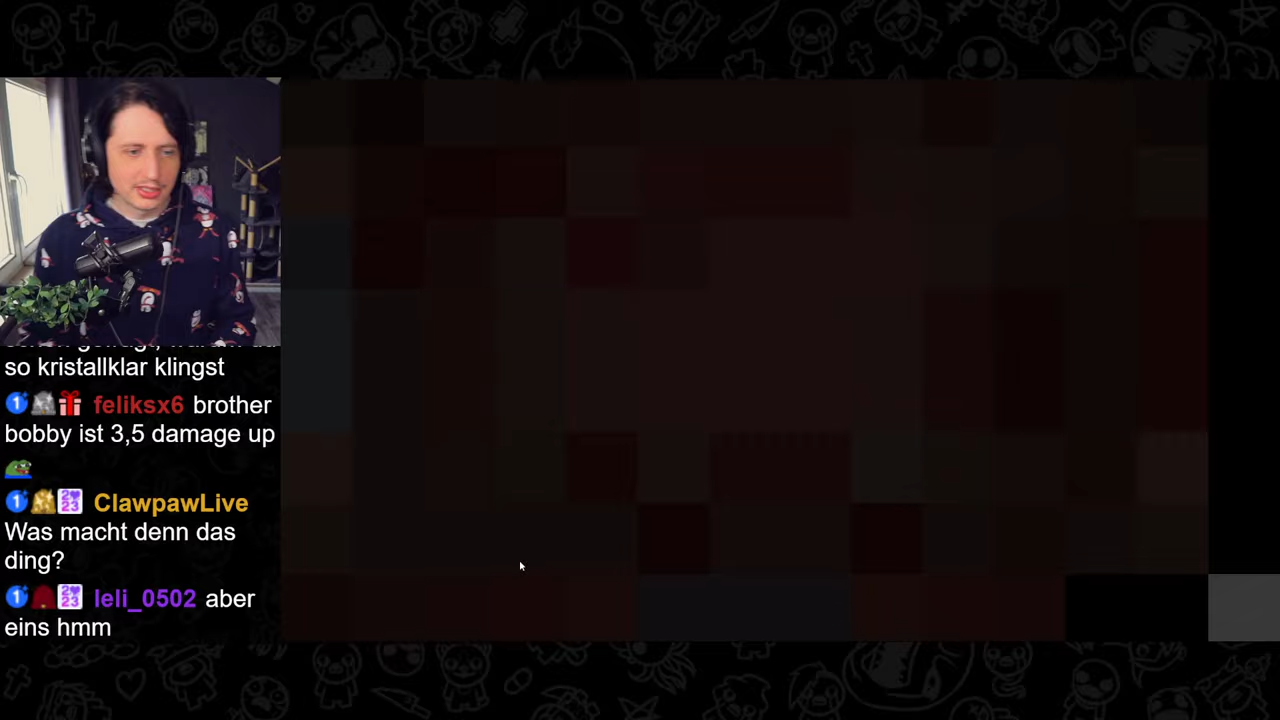 so kristallklar klingst
feliksx6 brother
bobby ist 3,5 damage up
ClawpawLive
Was macht denn das
ding?
leli_0502 aber
eins hmm